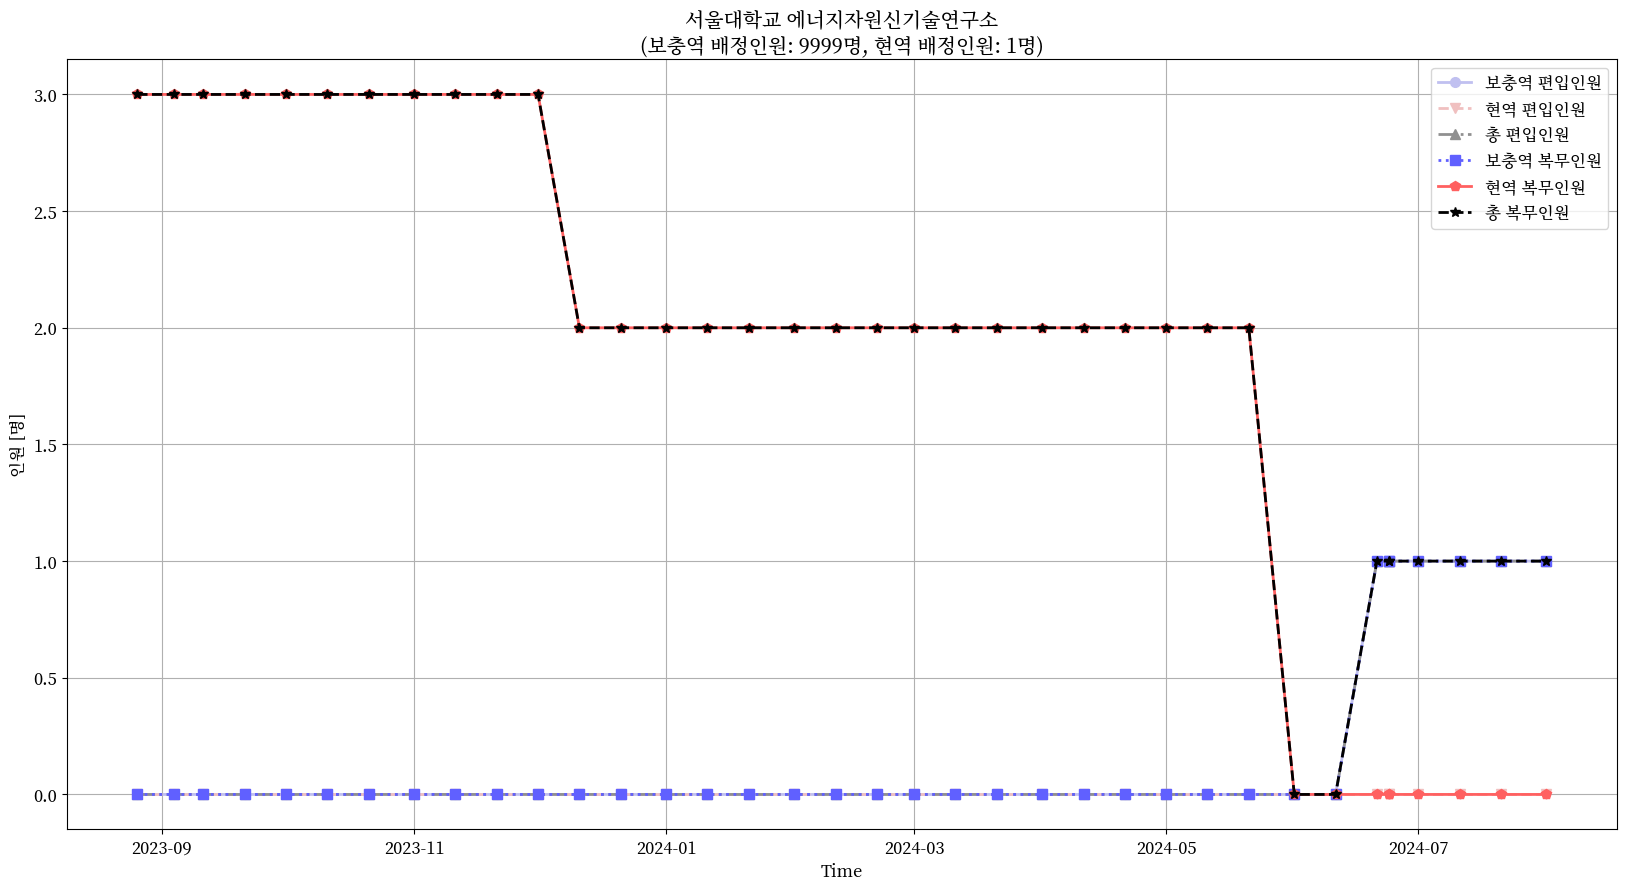 서울대학교 에너지자원신기술연구소
(보충역 배정인원: 9999명, 현역 배정인원: 1명)
보충역 편입인원
현역 편입인원
총 편입인원
보충역 복무인원
현역 복무인원
총 복무인원
인원 [명]
3.0
2.5
2.0
1.5
1.0
0.5
0.0
2023-09
2023-11
2024-01
2024-03
2024-05
2024-07
Time